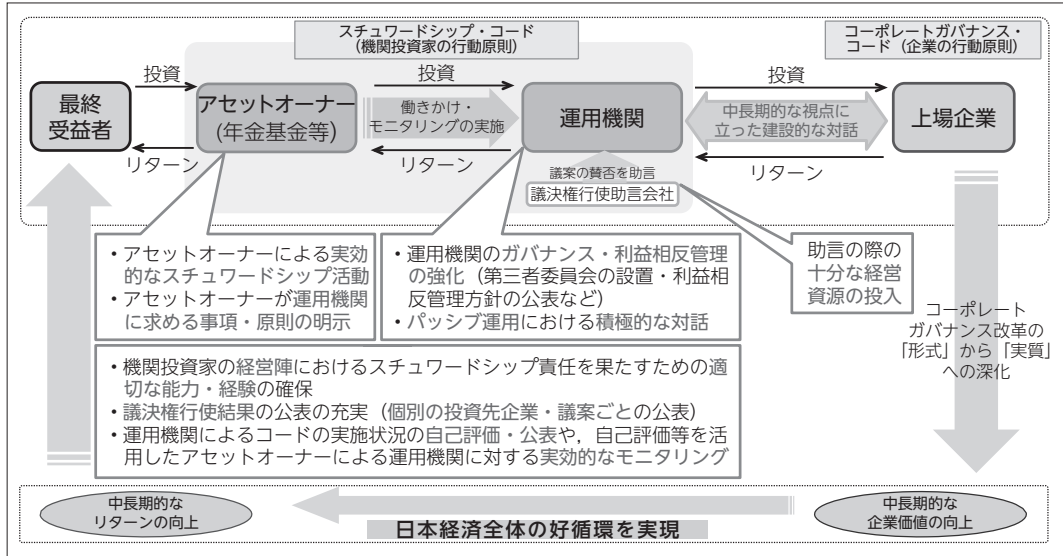 スチュワードシップ・コード
(機関投資家の行動原則)
コーポレートガバナンス・
コード(企業の行動原則)
最終
受益者
投資
リターン
アセットオーナー
(年金基金等)
投資
働きかけ・
モニタリングの実施
リターン
運用機関
議案の賛否を助言
議決権行使助言会社
投資
中長期的な視点に
立った建設的な対話
リターン
上場企業
・アセットオーナーによる実効
的なスチュワードシップ活動
・アセットオーナーが運用機関
に求める事項・原則の明示
・運用機関のガバナンス・利益相反管理
の強化(第三者委員会の設置・利益相
反管理方針の公表など)
・パッシブ運用における積極的な対話
助言の際の
十分な経営
資源の投入
・機関投資家の経営陣におけるスチュワードシップ責任を果たすための適
切な能力・経験の確保
・議決権行使結果の公表の充実(個別の投資先企業・議案ごとの公表)
・運用機関によるコードの実施状況の自己評価・公表や,自己評価等を活
用したアセットオーナーによる運用機関に対する実効的なモニタリング
コーポレート
ガバナンス改革の
「形式」から「実質」
への深化
中長期的な
リターンの向上
日本経済全体の好循環を実現
中長期的な
企業価値の向上